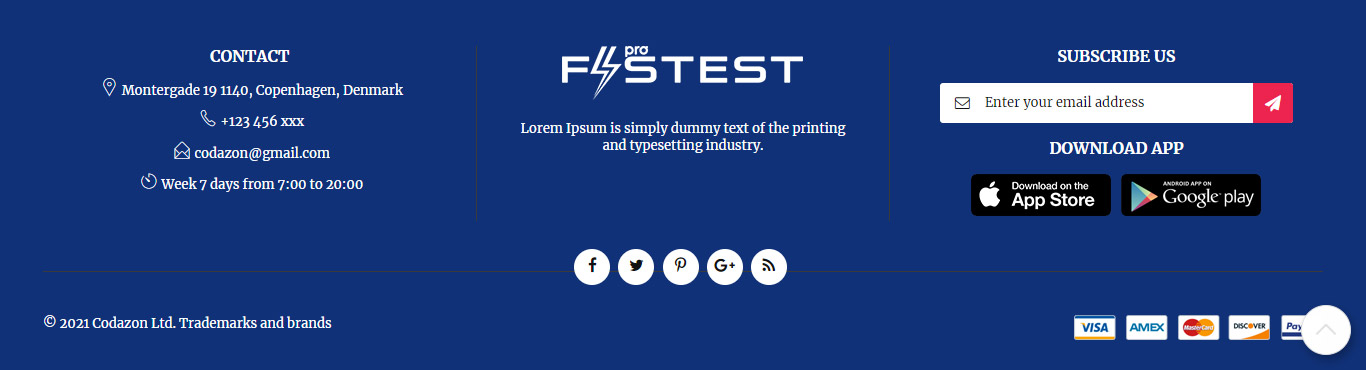 CONTACT
Montergade 19 1140, Copenhagen, Denmark
+123 456 xxx
codazon@gmail.com
Week 7 days from 7:00 to 20:00
pro
FASTEST
Lorem Ipsum is simply dummy text of the printing
and typesetting industry.
SUBSCRIBE US
Enter your email address
DOWNLOAD APP
Download on the
App Store
ANDROID APP ON
Google play
G+
© 2021 Codazon Ltd. Trademarks and brands
VISA
AMEX
MasterCard
DISCOVER
Pay